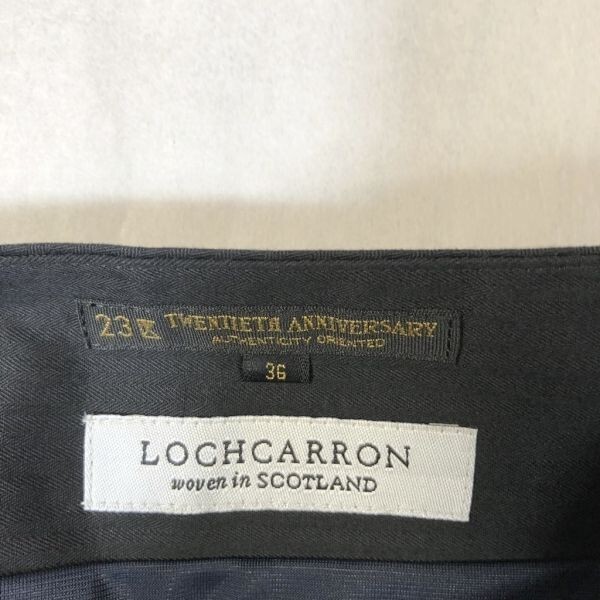 23区 TWENTIETH ANNIVERSARY
AUTHENTICITY ORIENTED
36
LOCHCARRON
woven in SCOTLAND